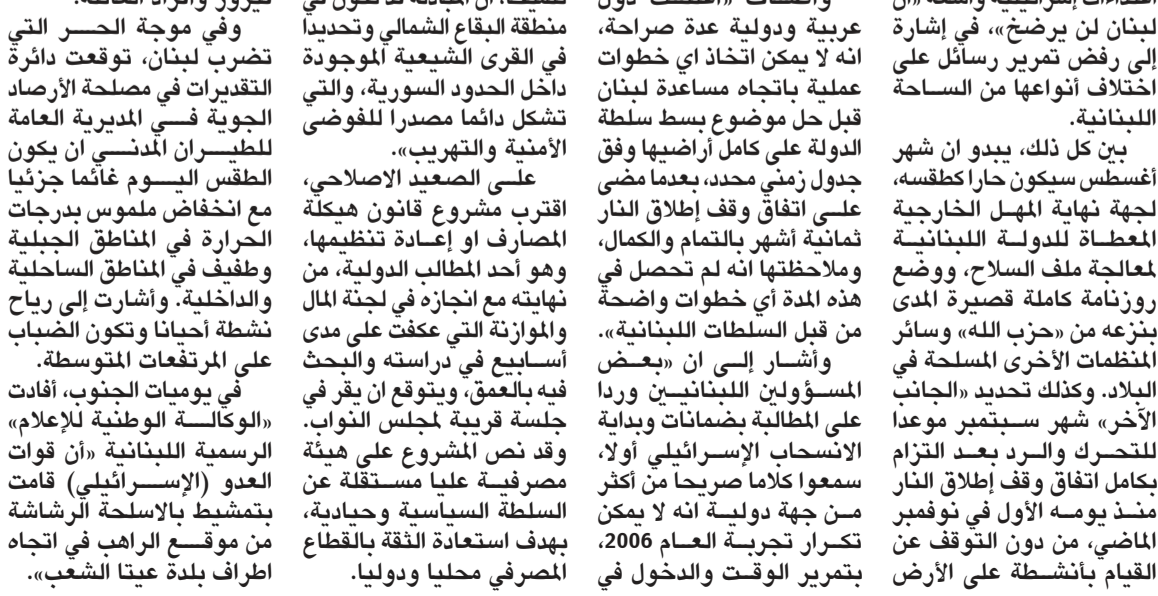 لبنان لن يرضخ»، في إشارة
إلى رفض تمرير رسائل على
اختلاف أنواعها من الساحة
اللبنانية.
بين كل ذلك، يبدو ان شهر
أغسطس سيكون حارا كطقسه،
لجهة نهاية المهل الخارجية
المعطاة للدولة اللبنانية
لمعالجة ملف السلاح، ووضع
روزنامة كاملة قصيرة المدى
بنزعه من «حزب الله» وسائر
المنظمات الأخرى المسلحة في
البلاد. وكذلك تحديد «الجانب
الآخر» شهر سبتمبر موعدا
للتحرك والرد بعد التزام
بكامل اتفاق وقف إطلاق النار
منذ يومه الأول في نوفمبر
الماضي، من دون التوقف عن
القيام بأنشطة على الأرض
عربية ودولية عدة صراحة،
انه لا يمكن اتخاذ اي خطوات
عملية باتجاه مساعدة لبنان
قبل حل موضوع بسط سلطة
الدولة على كامل أراضيها وفق
جدول زمني محدد، بعدما مضى
على اتفاق وقف إطلاق النار
ثمانية أشهر بالتمام والكمال،
وملاحظتها انه لم تحصل في
هذه المدة أي خطوات واضحة
من قبل السلطات اللبنانية».
وأشار إلى ان «بعض
المسؤولين اللبنانيين وردا
على المطالبة بضمانات وبداية
الانسحاب الإسرائيلي أولا،
سمعوا كلاما صريحا من أكثر
من جهة دولية انه لا يمكن
تكرار تجربة العام 2006،
بتمرير الوقت والدخول في
منطقة البقاع الشمالي وتحديدا
في القرى الشيعية الموجودة
داخل الحدود السورية، والتي
تشكل دائما مصدرا للفوضى
الأمنية والتهريب».
على الصعيد الاصلاحي،
اقترب مشروع قانون هيكلة
المصارف او إعادة تنظيمها،
وهو أحد المطالب الدولية، من
نهايته مع انجازه في لجنة المال
والموازنة التي عكفت على مدى
أسابيع في دراسته والبحث
فيه بالعمق، ويتوقع ان يقر في
جلسة قريبة لمجلس النواب.
وقد نص المشروع على هيئة
مصرفية عليا مستقلة عن
السلطة السياسية وحيادية،
بهدف استعادة الثقة بالقطاع
المصرفي محليا ودوليا.
وفي موجة الحر التي
تضرب لبنان، توقعت دائرة
التقديرات في مصلحة الأرصاد
الجوية في المديرية العامة
للطيران المدني ان يكون
الطقس اليوم غائما جزئيا
مع انخفاض ملموس بدرجات
الحرارة في المناطق الجبلية
وطفيف في المناطق الساحلية
والداخلية. وأشارت إلى رياح
نشطة أحيانا وتكون الضباب
على المرتفعات المتوسطة.
في يوميات الجنوب، أفادت
«الوكالة الوطنية للإعلام»
الرسمية اللبنانية «أن قوات
العدو (الإسرائيلي) قامت
بتمشيط بالاسلحة الرشاشة
من موقع الراهب في اتجاه
اطراف بلدة عيتا الشعب».